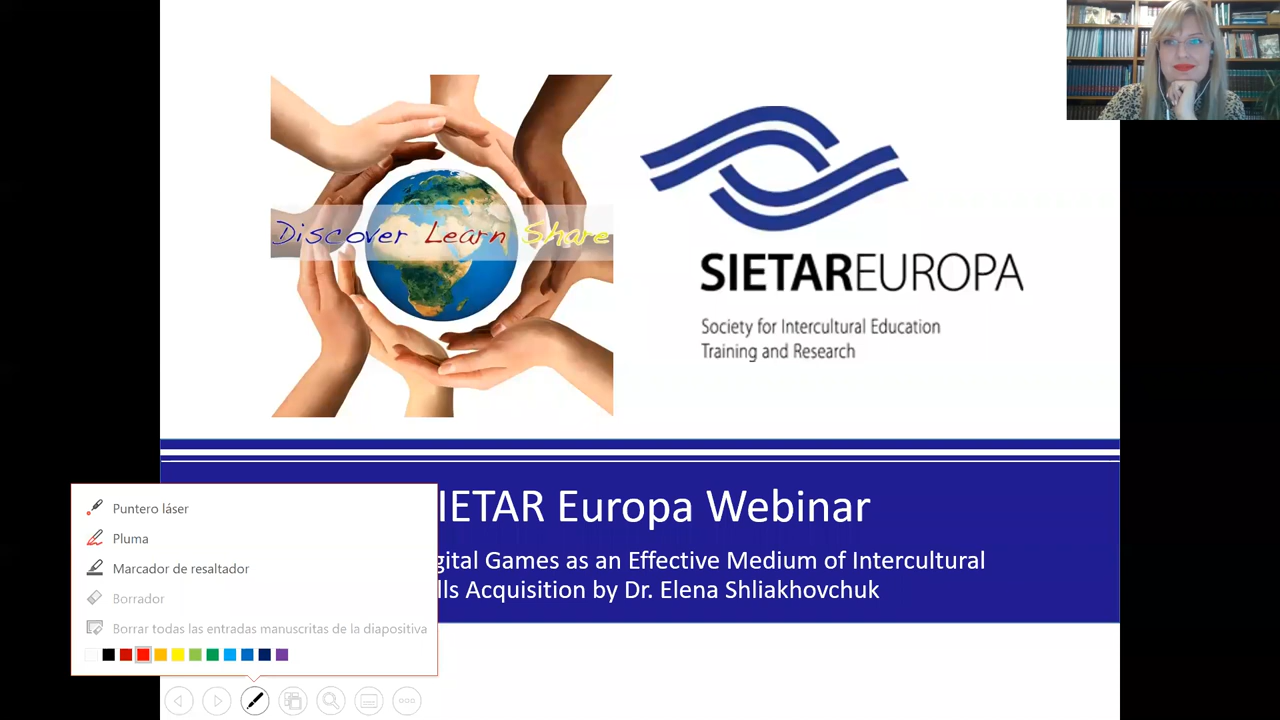 Discover Learn Share
SIETAREUROPA
Society for Intercultural Education
Training and Research
IETAR Europa Webinar
gital Games as an Effective Medium of Intercultural
lls Acquisition by Dr. Elena Shliakhovchuk
Puntero láser
Pluma
Marcador de resaltador
Borrador
Borrar todas las entradas manuscritas de la diapositiva